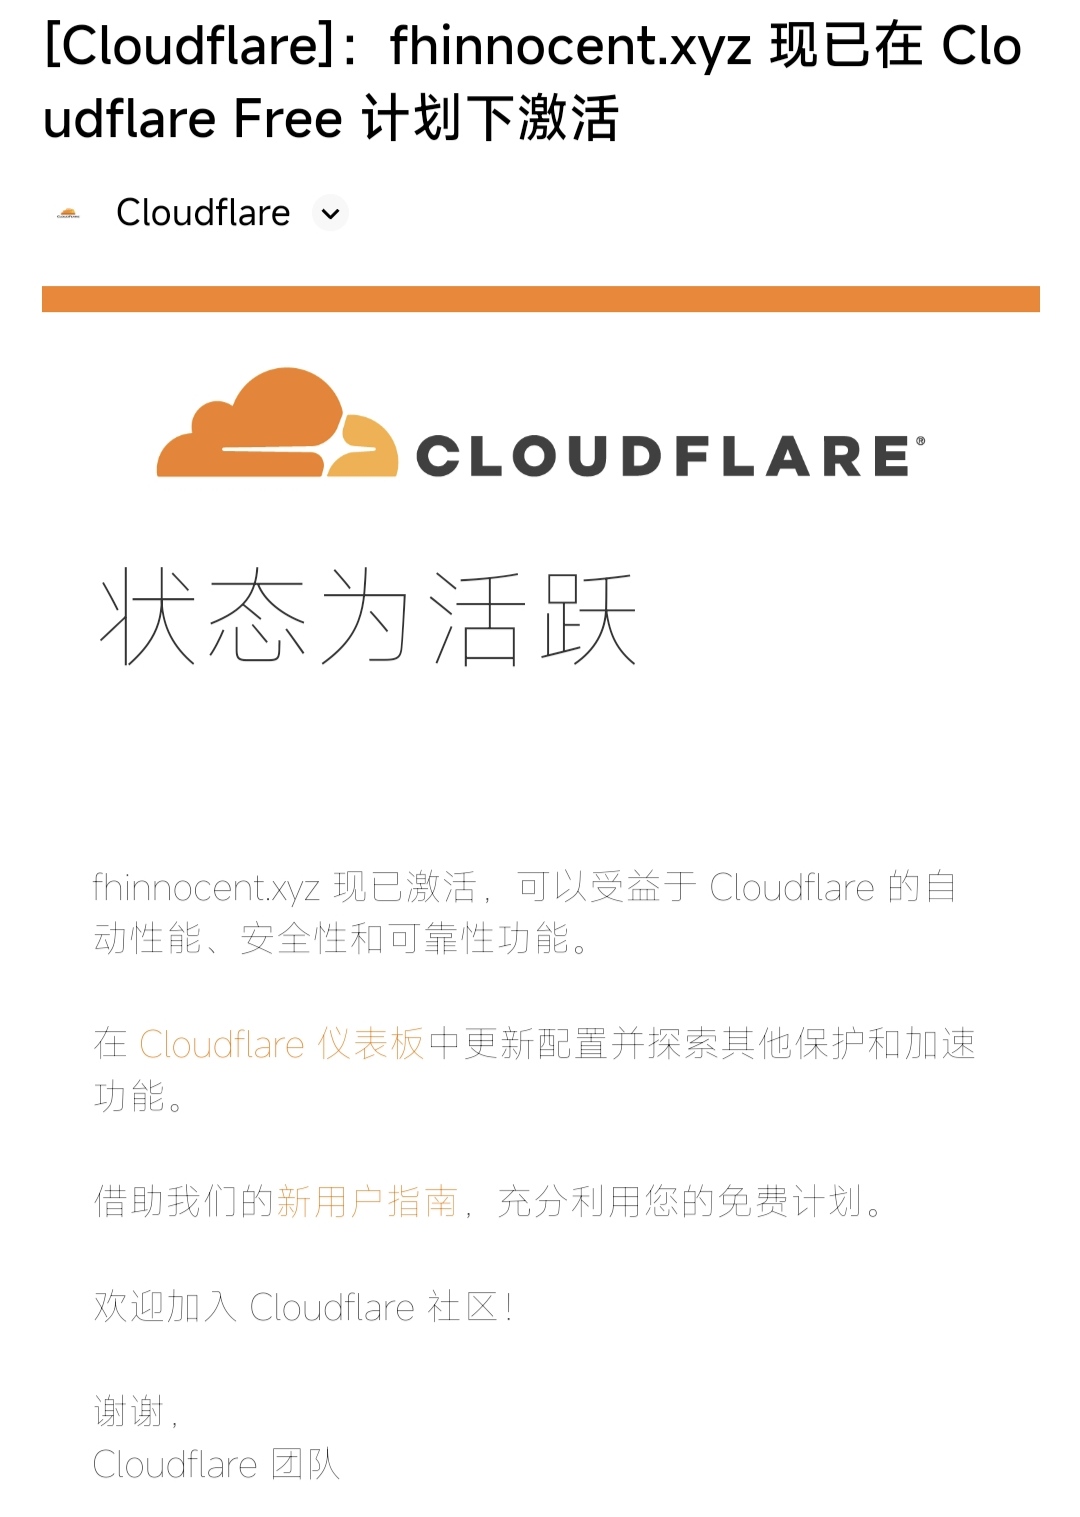 [Cloudflare]：fhinnocent.xyz 现已在 Clo
udflare Free 计划下激活
Cloudflare
CLOUDFLARE®
状态为活跃
fhinnocent.xyz 现已激活，可以受益于 Cloudflare 的自
动性能、安全性和可靠性功能。
在 Cloudflare 仪表板中更新配置并探索其他保护和加速
功能。
借助我们的新用户指南，充分利用您的免费计划。
欢迎加入 Cloudflare 社区！
谢谢，
Cloudflare 团队